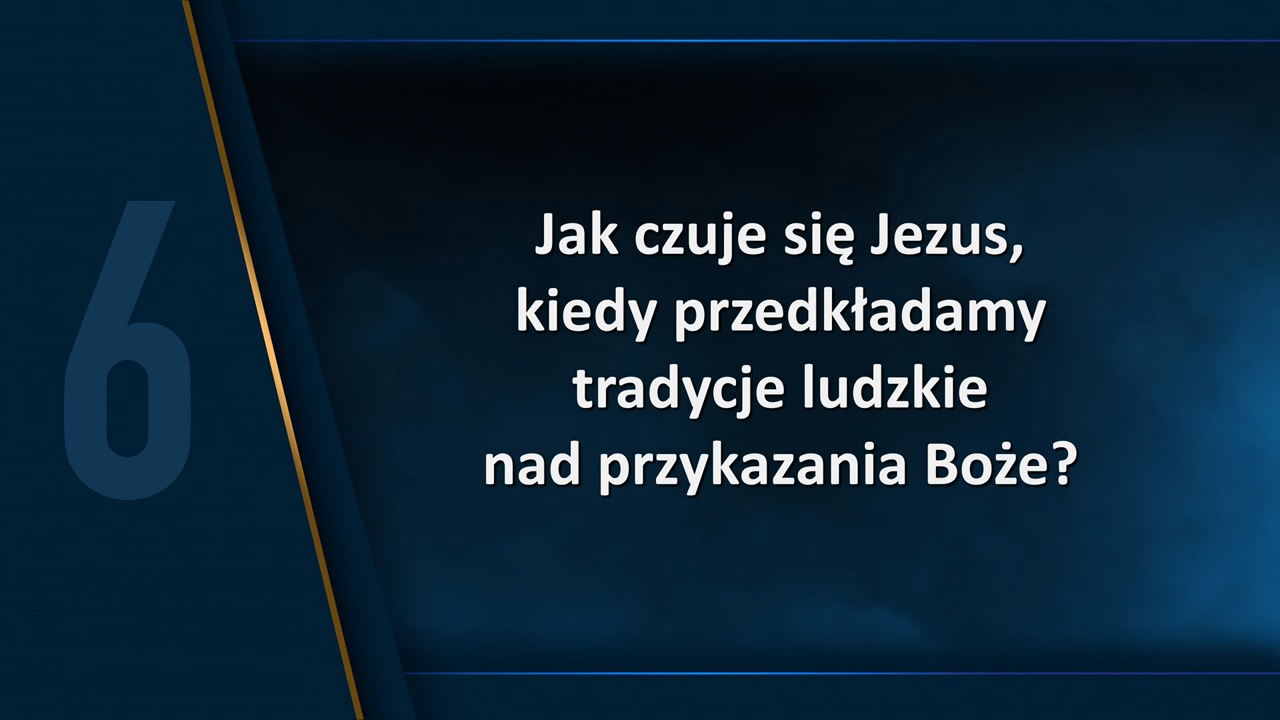 6
Jak czuje się Jezus,
kiedy przedkładamy
tradycje ludzkie
nad przykazania Boże?